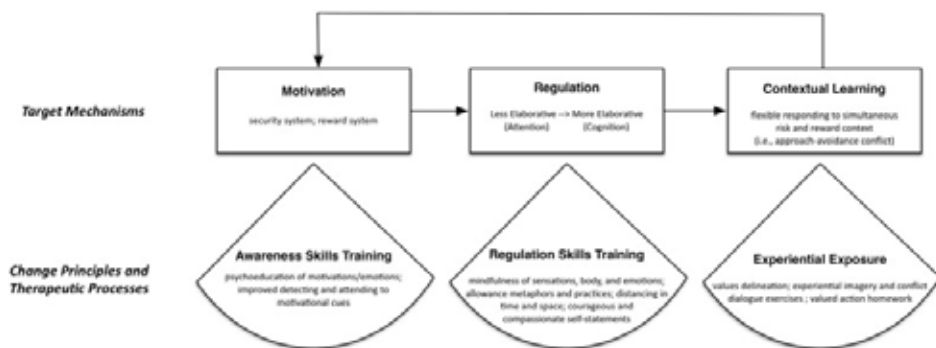 Target Mechanisms
Motivation
security system; reward system
Regulation
Less Elaborative --> More Elaborative
(Attention) (Cognition)
Contextual Learning
flexible responding to simultaneous
risk and reward context
(i.e., approach-avoidance conflict)
Change Principles and
Therapeutic Processes
Awareness Skills Training
psychoeducation of motivations/emotions;
improved detecting and attending to
motivational cues
Regulation Skills Training
mindfulness of sensations, body, and emotions;
allowance metaphors and practices; distancing in
time and space; courageous and
compassionate self-statements
Experiential Exposure
values delineation; experiential imagery and conflict
dialogue exercises ; valued action homework